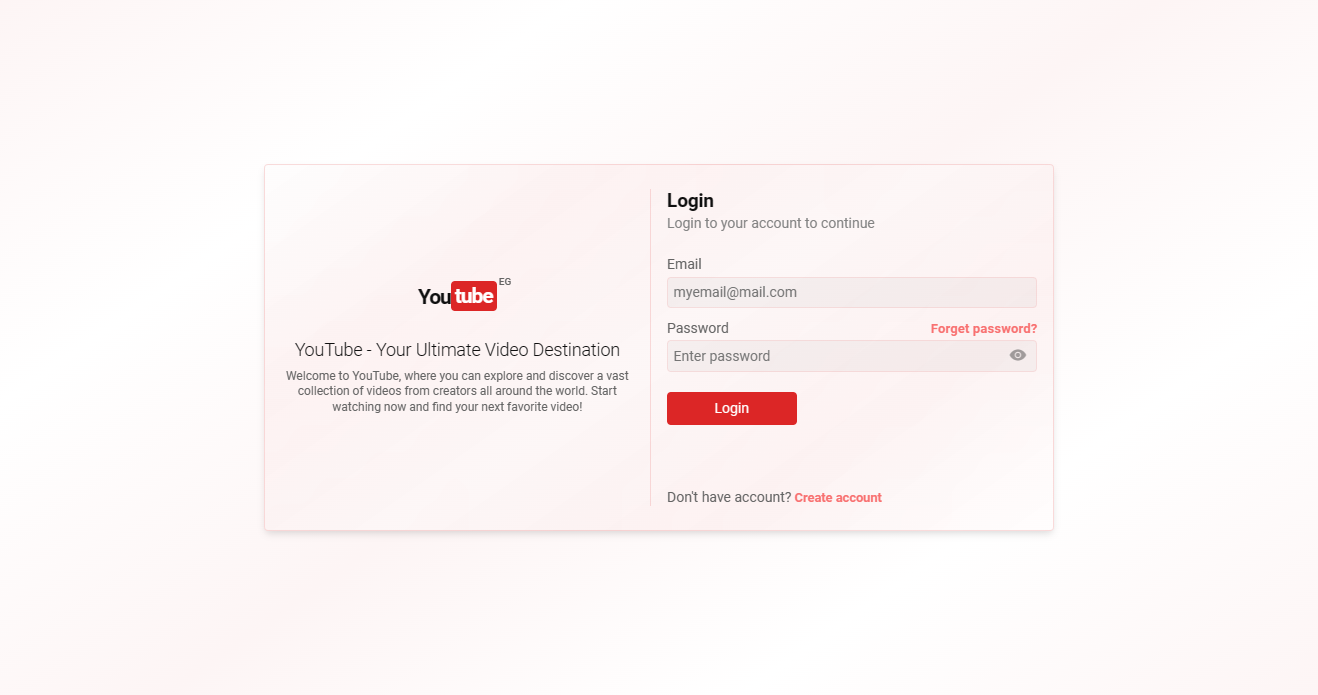 Youtube EG
YouTube - Your Ultimate Video Destination
Welcome to YouTube, where you can explore and discover a vast
collection of videos from creators all around the world. Start
watching now and find your next favorite video!
Login
Login to your account to continue
Email
myemail@mail.com
Password Forget password?
Enter password
Login
Don't have account? Create account